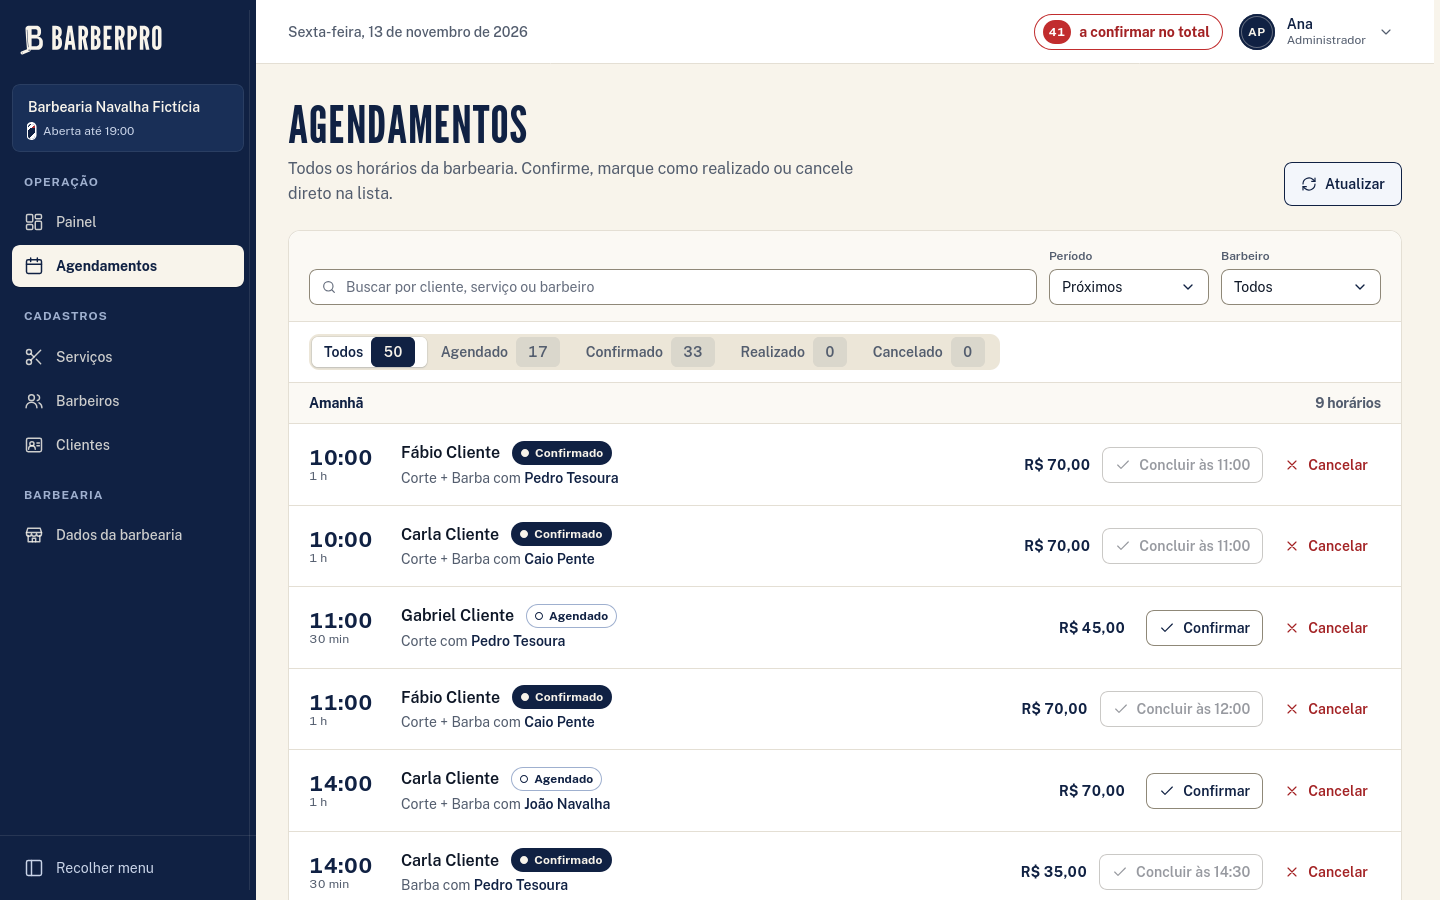 BARBERPRO
Barbearia Navalha Fictícia
Aberta até 19:00
OPERAÇÃO
Painel
Agendamentos
CADASTROS
Serviços
Barbeiros
Clientes
BARBEARIA
Dados da barbearia
Recolher menu
Sexta-feira, 13 de novembro de 2026
41 a confirmar no total
AP
Ana
Administrador
AGENDAMENTOS
Todos os horários da barbearia. Confirme, marque como realizado ou cancele
direto na lista.
Atualizar
Buscar por cliente, serviço ou barbeiro
Período
Próximos
Barbeiro
Todos
Todos 50 Agendado 17 Confirmado 33 Realizado 0 Cancelado 0
Amanhã 9 horários
10:00
1 h
Fábio Cliente Confirmado
Corte + Barba com Pedro Tesoura
R$ 70,00 Concluir às 11:00 Cancelar
10:00
1 h
Carla Cliente Confirmado
Corte + Barba com Caio Pente
R$ 70,00 Concluir às 11:00 Cancelar
11:00
30 min
Gabriel Cliente Agendado
Corte com Pedro Tesoura
R$ 45,00 Confirmar Cancelar
11:00
1 h
Fábio Cliente Confirmado
Corte + Barba com Caio Pente
R$ 70,00 Concluir às 12:00 Cancelar
14:00
1 h
Carla Cliente Agendado
Corte + Barba com João Navalha
R$ 70,00 Confirmar Cancelar
14:00
30 min
Carla Cliente Confirmado
Barba com Pedro Tesoura
R$ 35,00 Concluir às 14:30 Cancelar